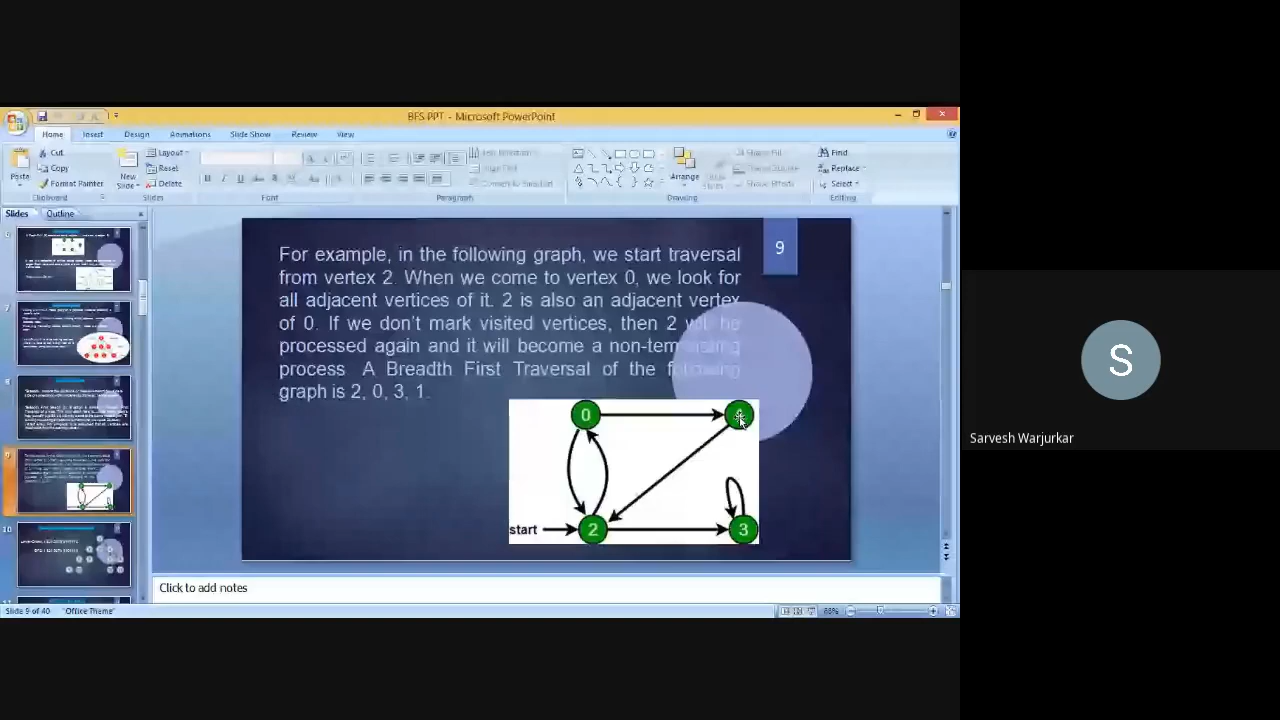 BFS PPT - Microsoft PowerPoint
Home Insert Design Animations Slide Show Review View
Paste
Cut
Copy
Format Painter
Clipboard
New
Slide
Layout
Reset
Delete
Slides
Font
Paragraph
Arrange
Drawing
Find
Replace
Select
Editing
Slides Outline
7
8
9
10
For example, in the following graph, we start traversal
from vertex 2. When we come to vertex 0, we look for
all adjacent vertices of it. 2 is also an adjacent vertex
of 0. If we don't mark visited vertices, then 2 will be
processed again and it will become a non-terminating
process A Breadth First Traversal of the following
graph is 2, 0, 3, 1.
9
0
start 2 3
Click to add notes
Slide 9 of 40 "Office Theme"
S
Sarvesh Warjurkar